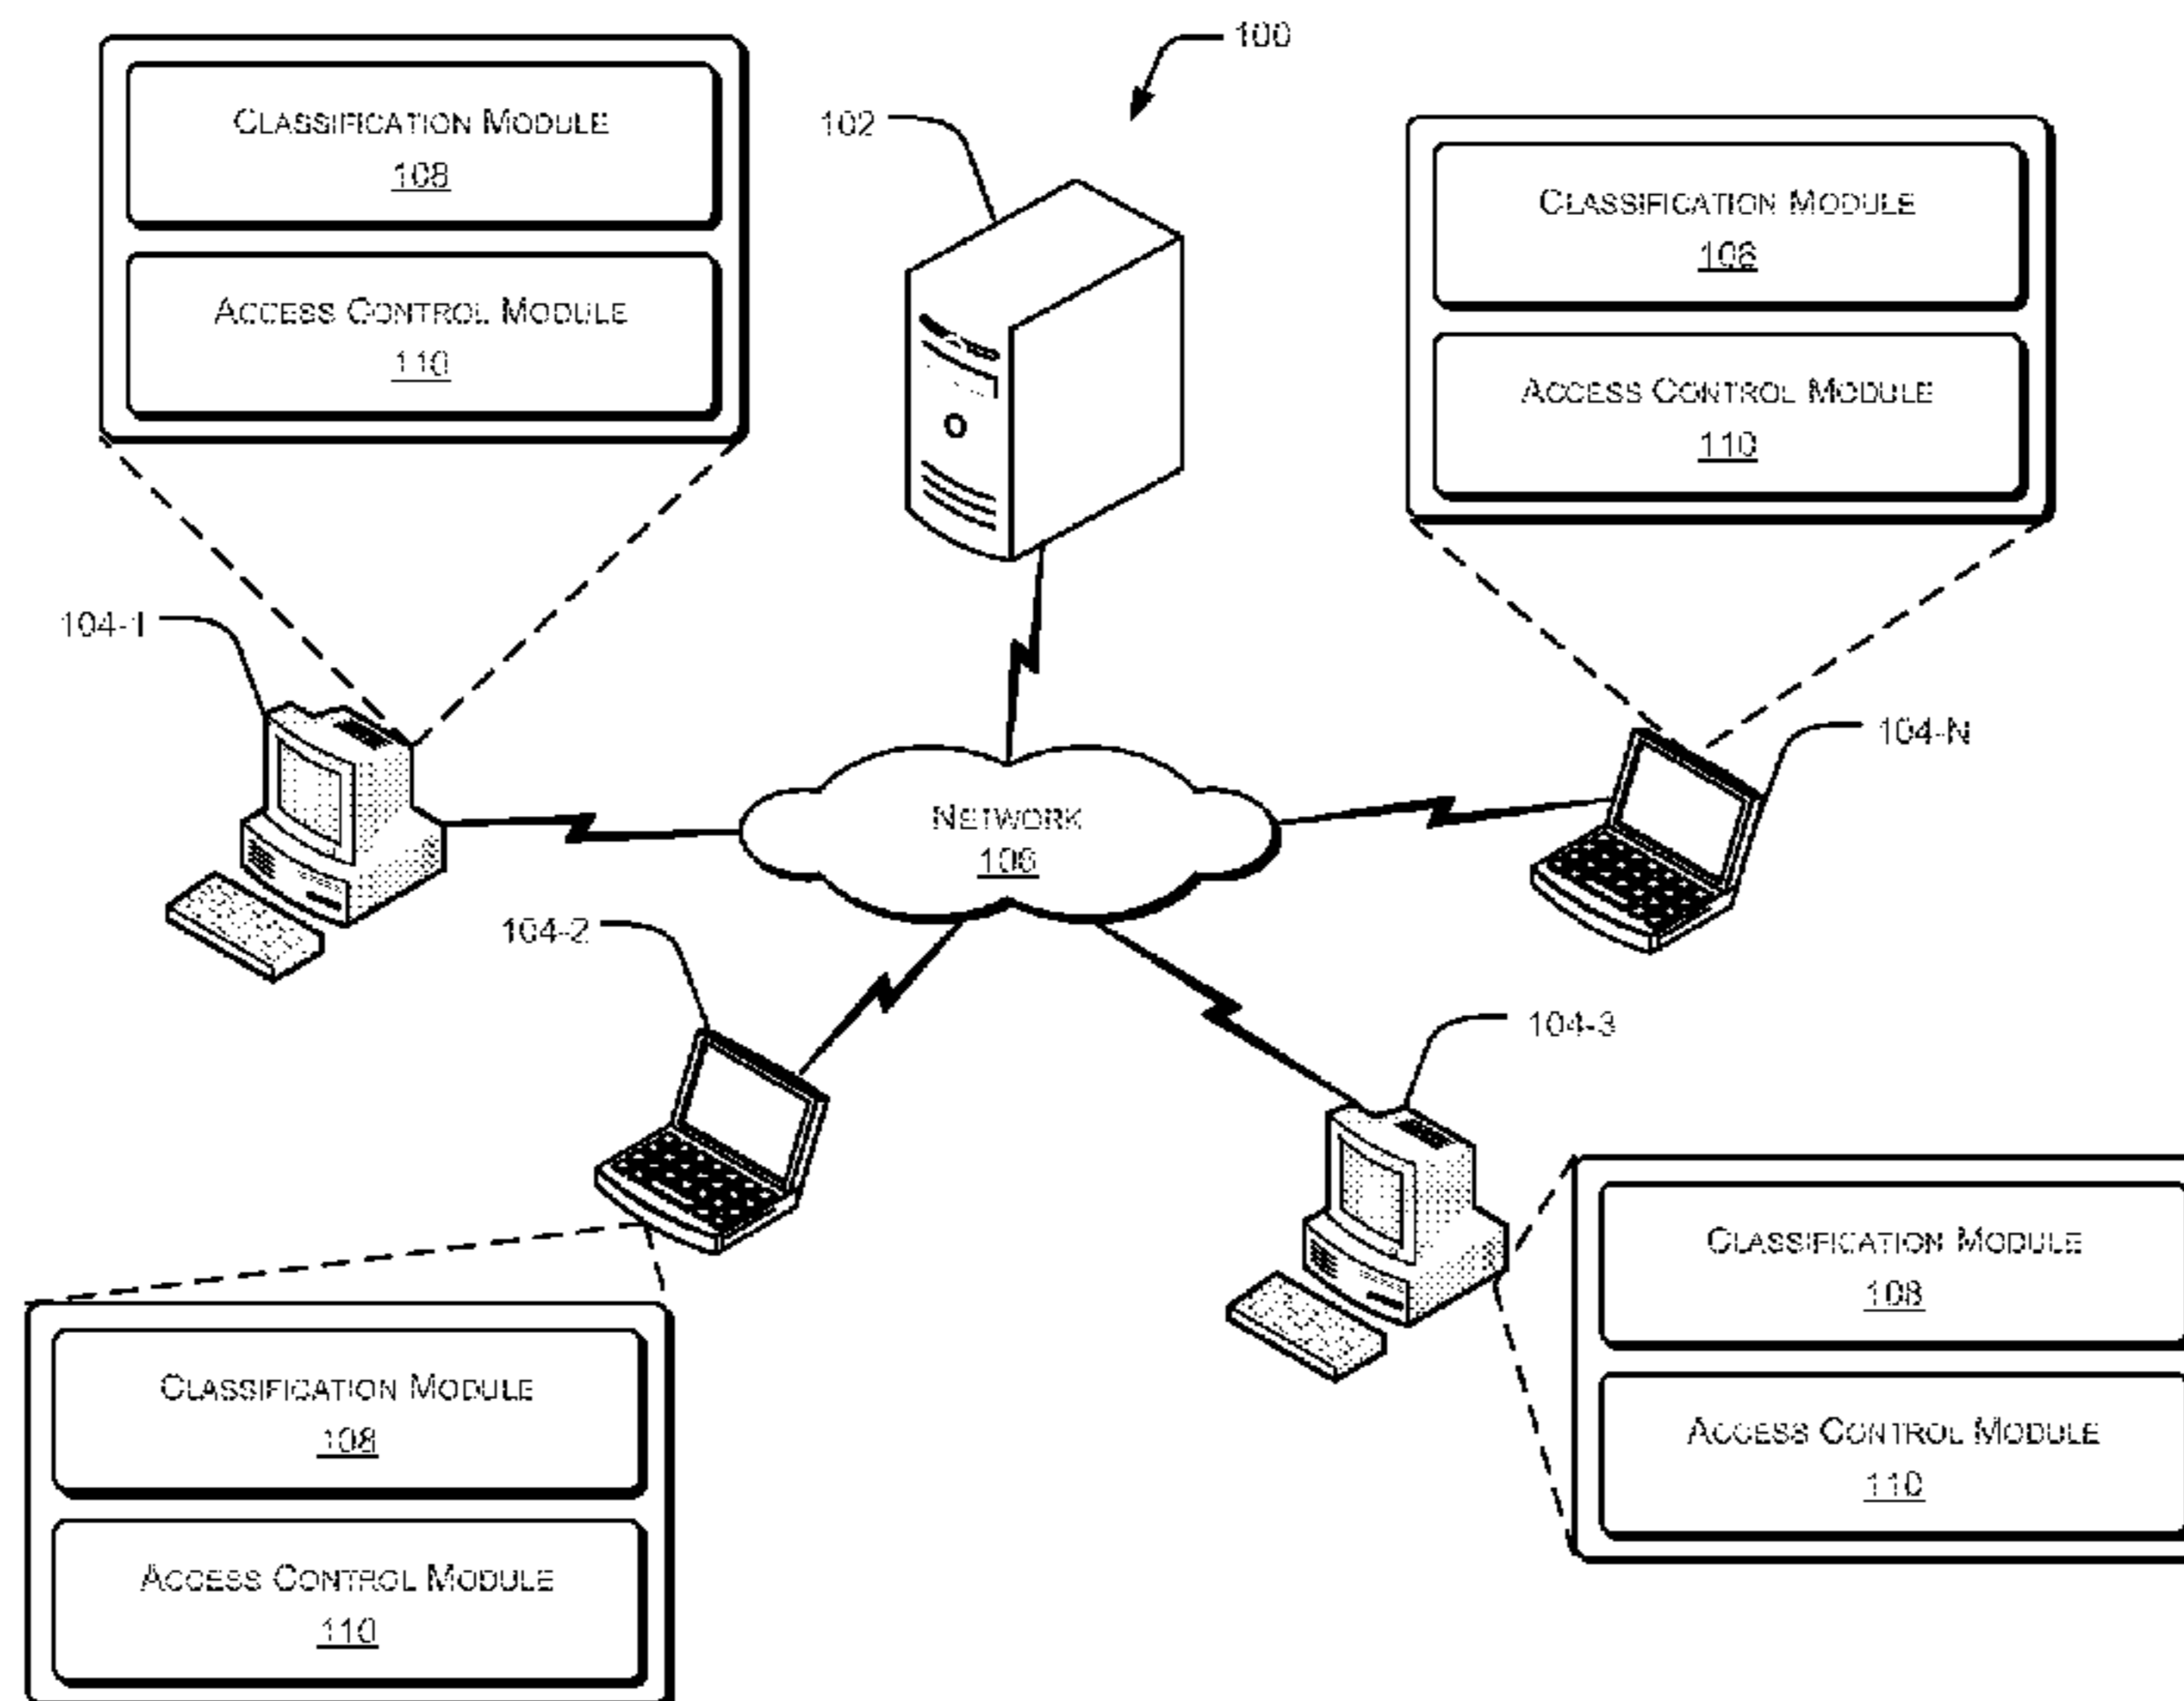 100
102
CLASSIFICATION MODULE
108
ACCESS CONTROL MODULE
110
CLASSIFICATION MODULE
108
ACCESS CONTROL MODULE
110
104-1
104-N
NETWORK
106
104-2
104-3
CLASSIFICATION MODULE
108
ACCESS CONTROL MODULE
110
CLASSIFICATION MODULE
108
ACCESS CONTROL MODULE
110